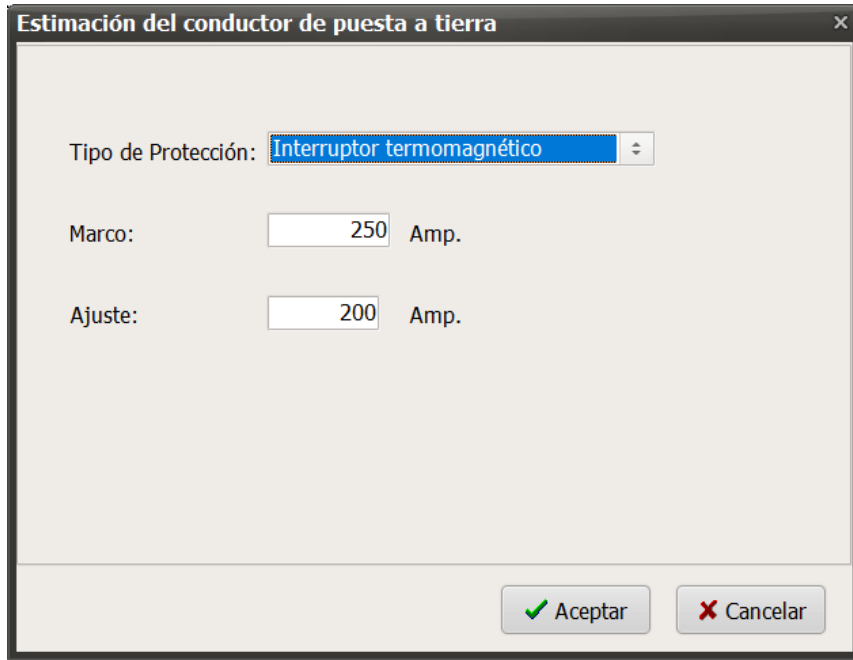 Estimación del conductor de puesta a tierra
Tipo de Protección: Interruptor termomagnético
Marco: 250 Amp.
Ajuste: 200 Amp.
Aceptar Cancelar